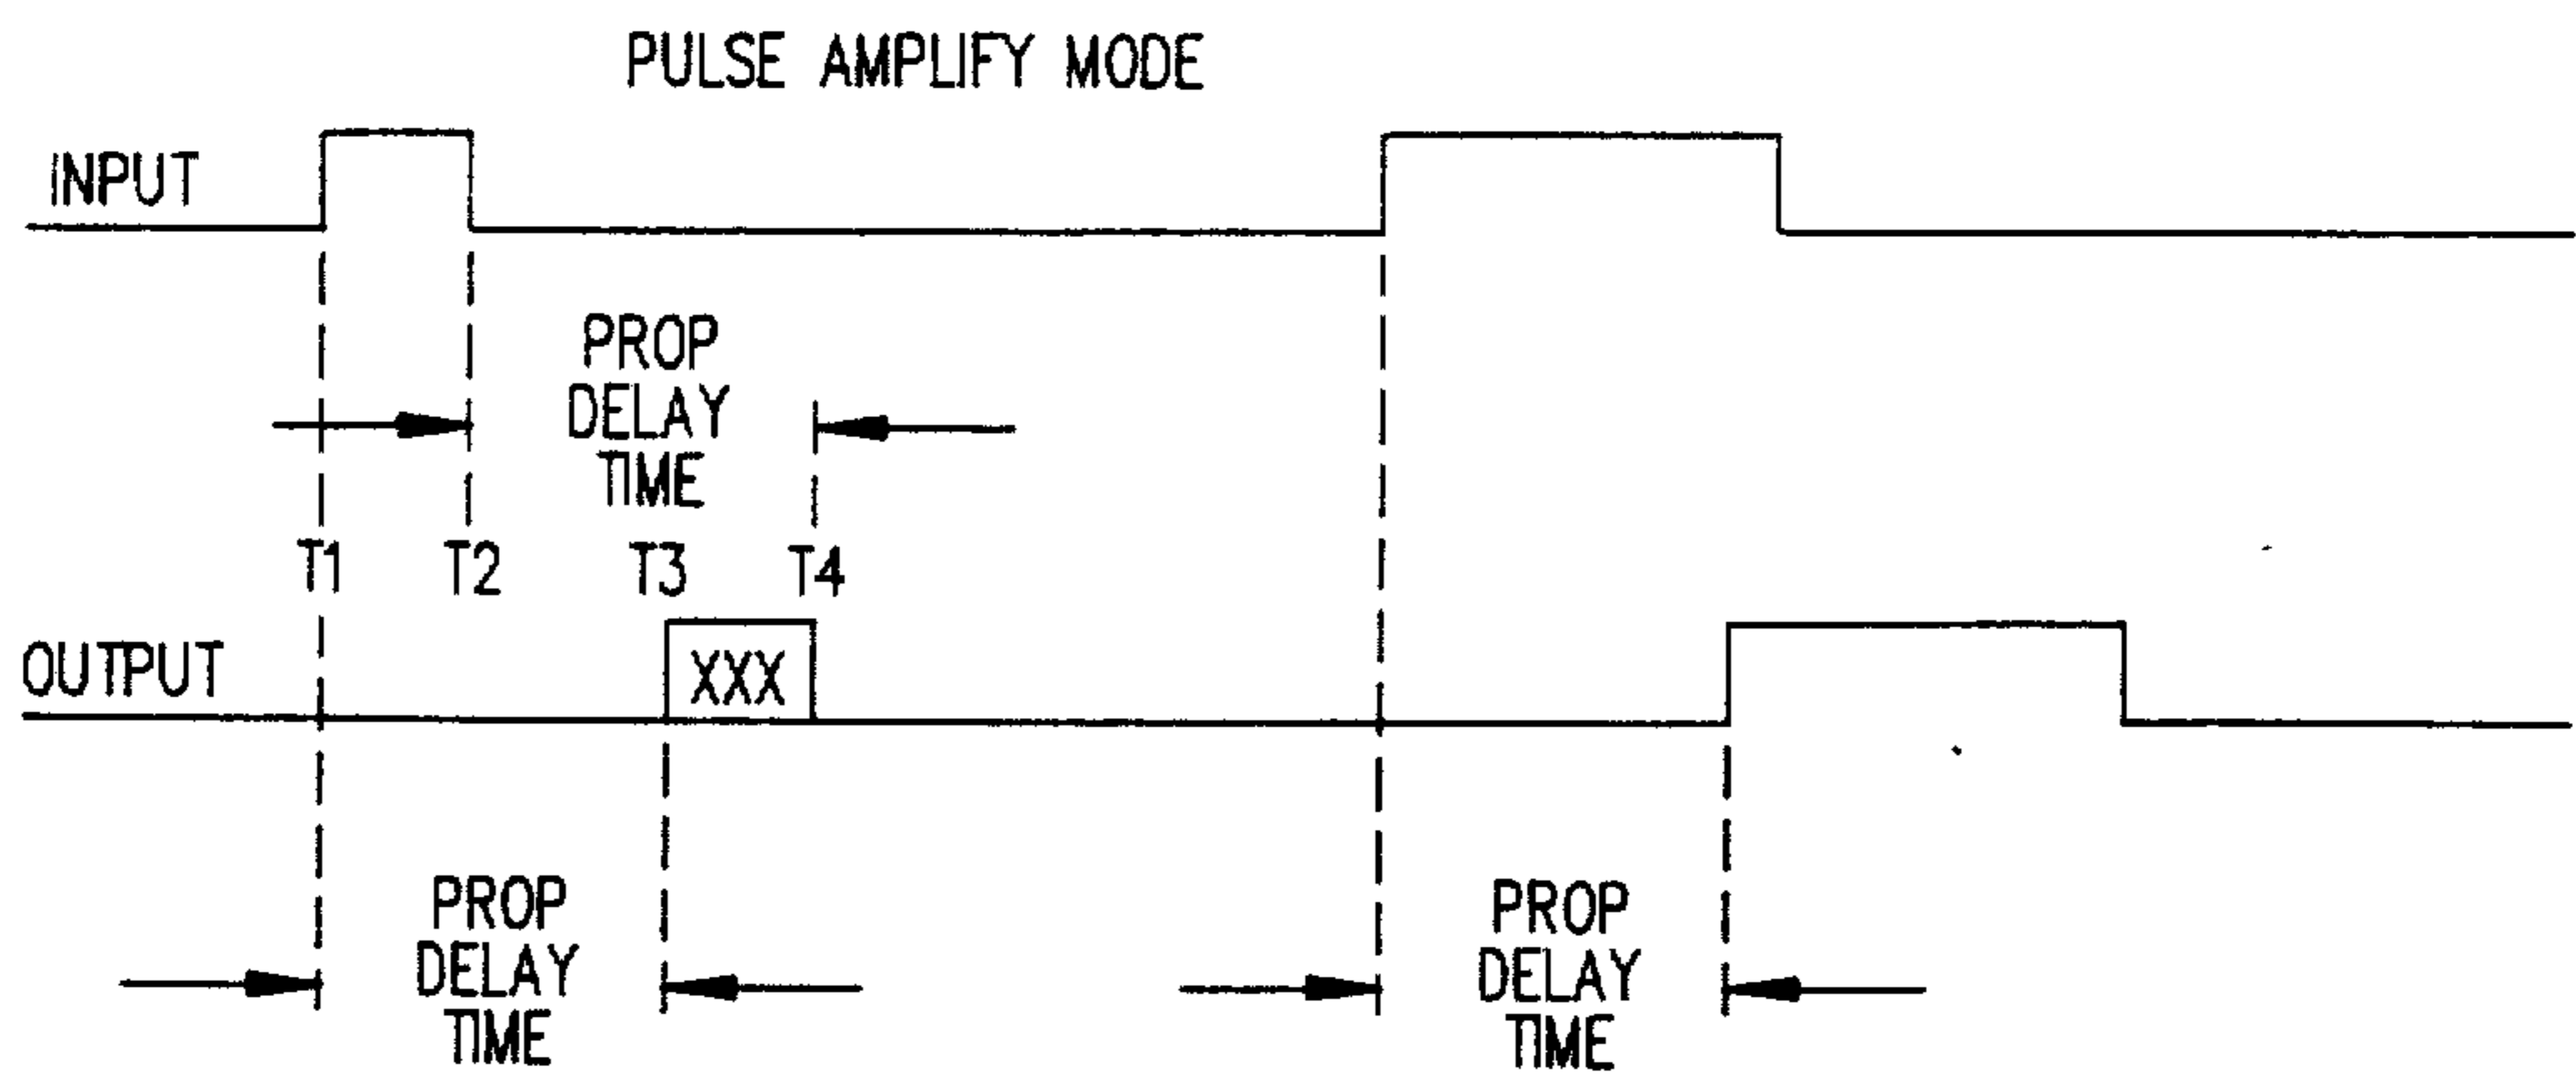 PULSE AMPLIFY MODE
INPUT
PROP
DELAY
TIME
T1 T2 T3 T4
OUTPUT
XXX
PROP
DELAY
TIME
PROP
DELAY
TIME